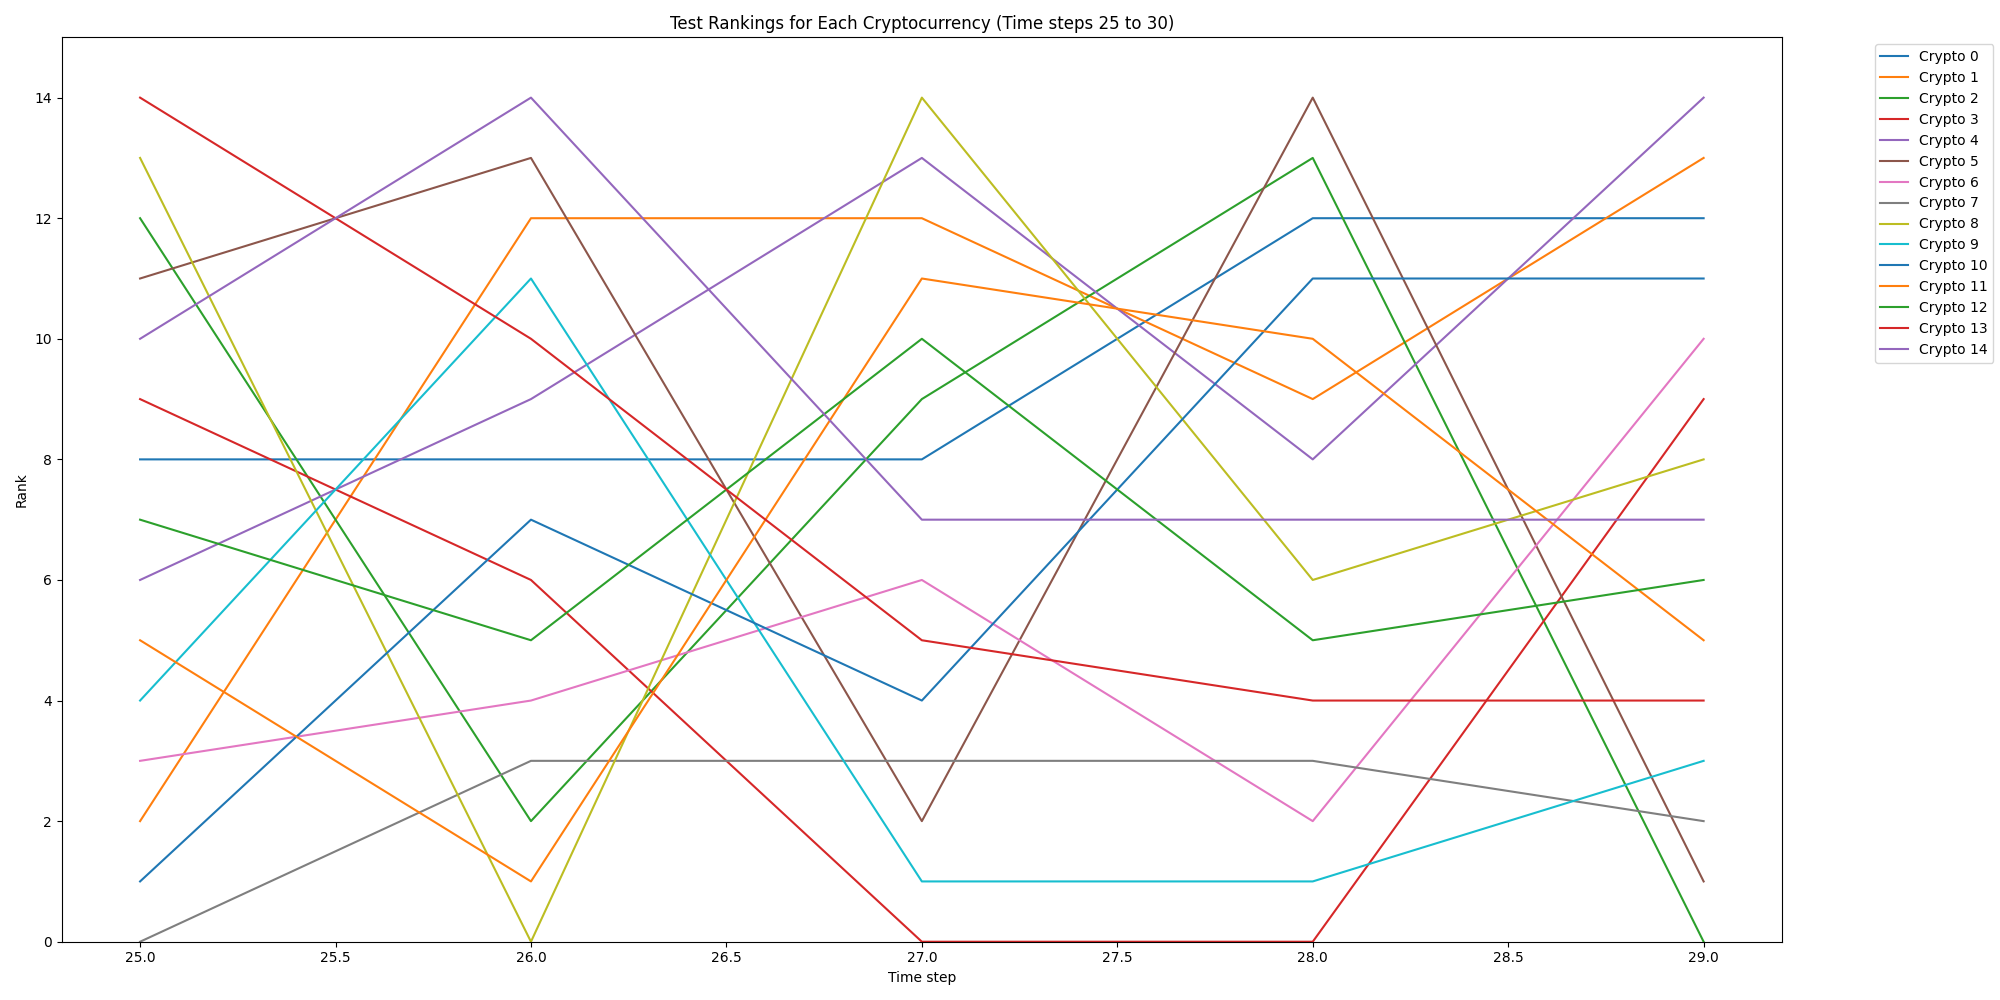 Test Rankings for Each Cryptocurrency (Time steps 25 to 30)
Rank
14
12
10
8
6
4
2
0
25.0
25.5
26.0
26.5
27.0
27.5
28.0
28.5
29.0
Time step
Crypto 0
Crypto 1
Crypto 2
Crypto 3
Crypto 4
Crypto 5
Crypto 6
Crypto 7
Crypto 8
Crypto 9
Crypto 10
Crypto 11
Crypto 12
Crypto 13
Crypto 14